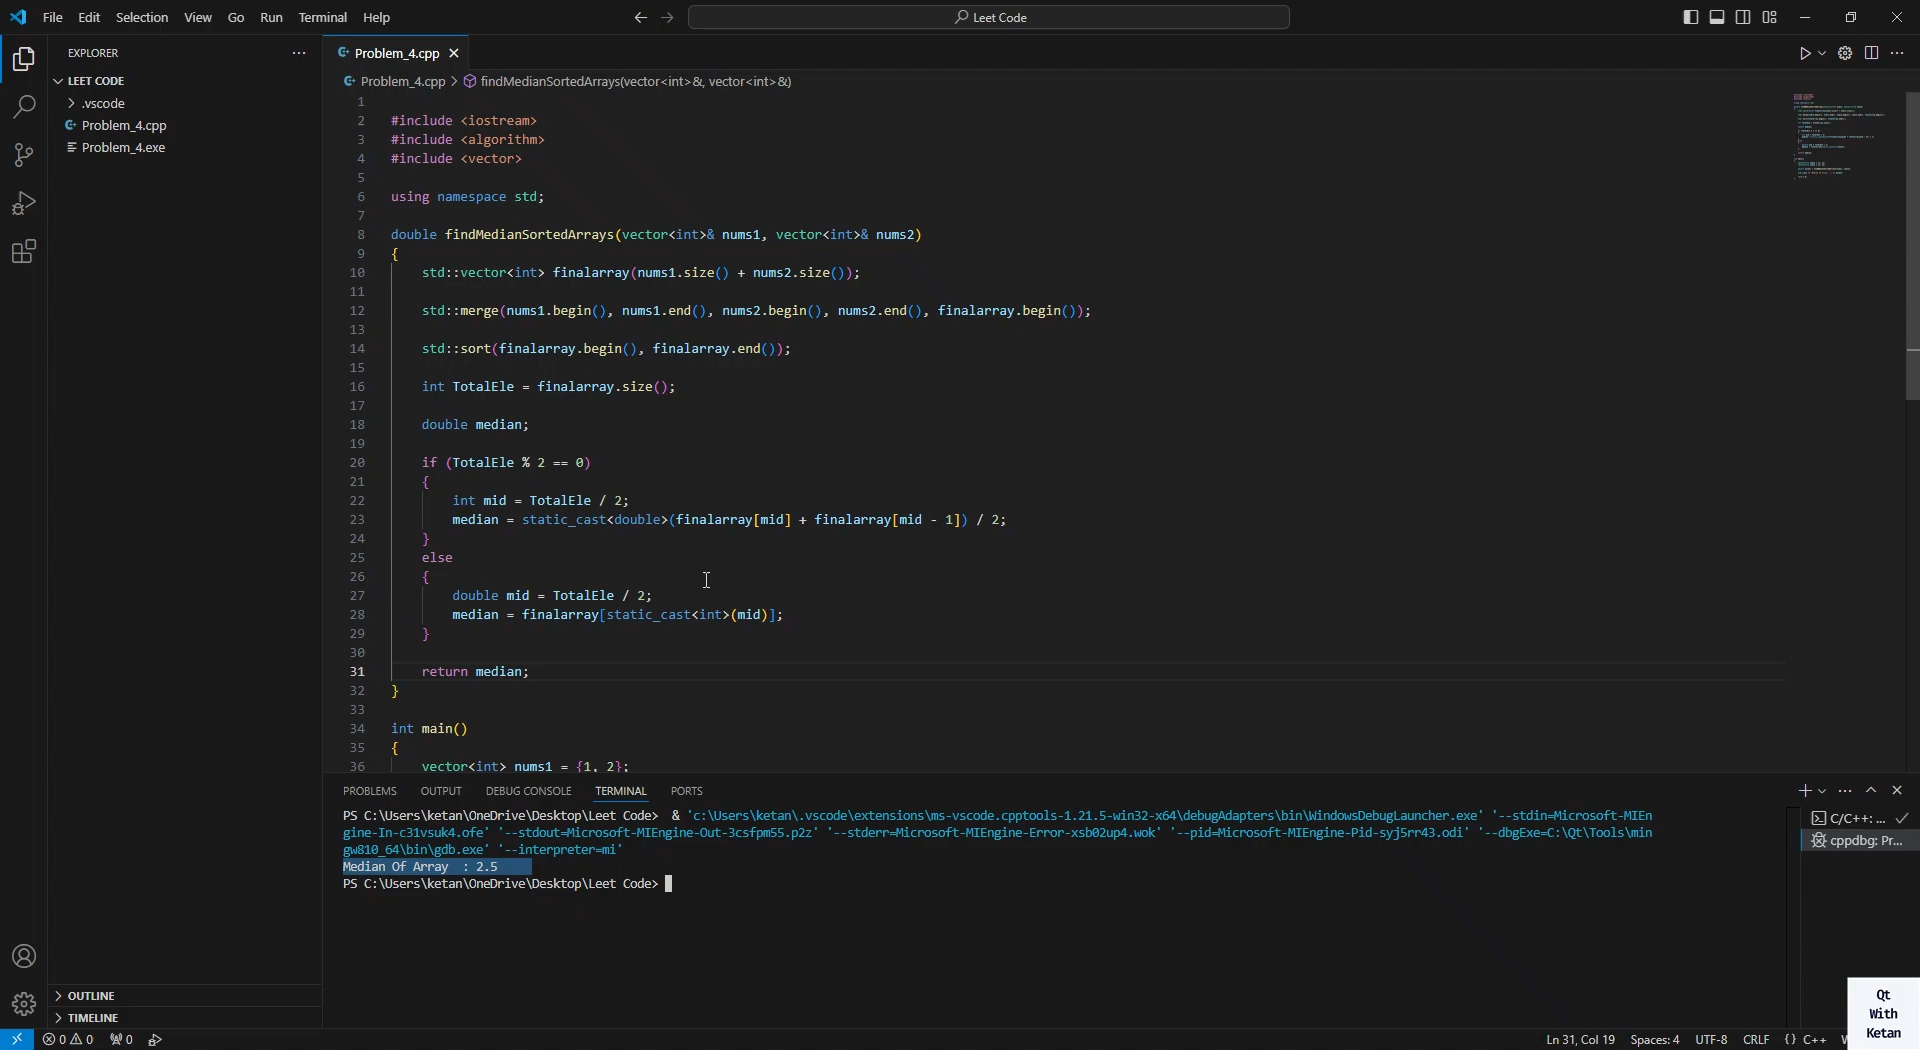 File Edit Selection View Go Run Terminal Help
Leet Code
EXPLORER
LEET CODE
.vscode
Problem_4.cpp
Problem_4.exe
OUTLINE
TIMELINE
Problem_4.cpp
Problem_4.cpp > findMedianSortedArrays(vector<int>&, vector<int>&)
1
2 #include <iostream>
3 #include <algorithm>
4 #include <vector>
5
6 using namespace std;
7
8 double findMedianSortedArrays(vector<int>& nums1, vector<int>& nums2)
9 {
10 std::vector<int> finalarray(nums1.size() + nums2.size());
11
12 std::merge(nums1.begin(), nums1.end(), nums2.begin(), nums2.end(), finalarray.begin());
13
14 std::sort(finalarray.begin(), finalarray.end());
15
16 int TotalEle = finalarray.size();
17
18 double median;
19
20 if (TotalEle % 2 == 0)
21 {
22 int mid = TotalEle / 2;
23 median = static_cast<double>(finalarray[mid] + finalarray[mid - 1]) / 2;
24 }
25 else
26 {
27 double mid = TotalEle / 2;
28 median = finalarray[static_cast<int>(mid)];
29 }
30
31 return median;
32 }
33
34 int main()
35 {
36 vector<int> nums1 = {1, 2};
PROBLEMS OUTPUT DEBUG CONSOLE TERMINAL PORTS
PS C:\Users\ketan\OneDrive\Desktop\Leet Code> & 'c:\Users\ketan\.vscode\extensions\ms-vscode.cpptools-1.21.5-win32-x64\debugAdapters\bin\WindowsDebugLauncher.exe' '--stdin=Microsoft-MIEn
gine-In-c31vsuk4.ofe' '--stdout=Microsoft-MIEngine-Out-3csfpm55.p2z' '--stderr=Microsoft-MIEngine-Error-xsb02up4.wok' '--pid=Microsoft-MIEngine-Pid-syj5rr43.odi' '--dbgExe=C:\Qt\Tools\min
gw810_64\bin\gdb.exe' '--interpreter=mi'
Median Of Array : 2.5
PS C:\Users\ketan\OneDrive\Desktop\Leet Code>
C/C++: ...
cppdbg: Pr...
0 0 0
Ln 31, Col 19 Spaces: 4 UTF-8 CRLF {} C++
Qt
With
Ketan